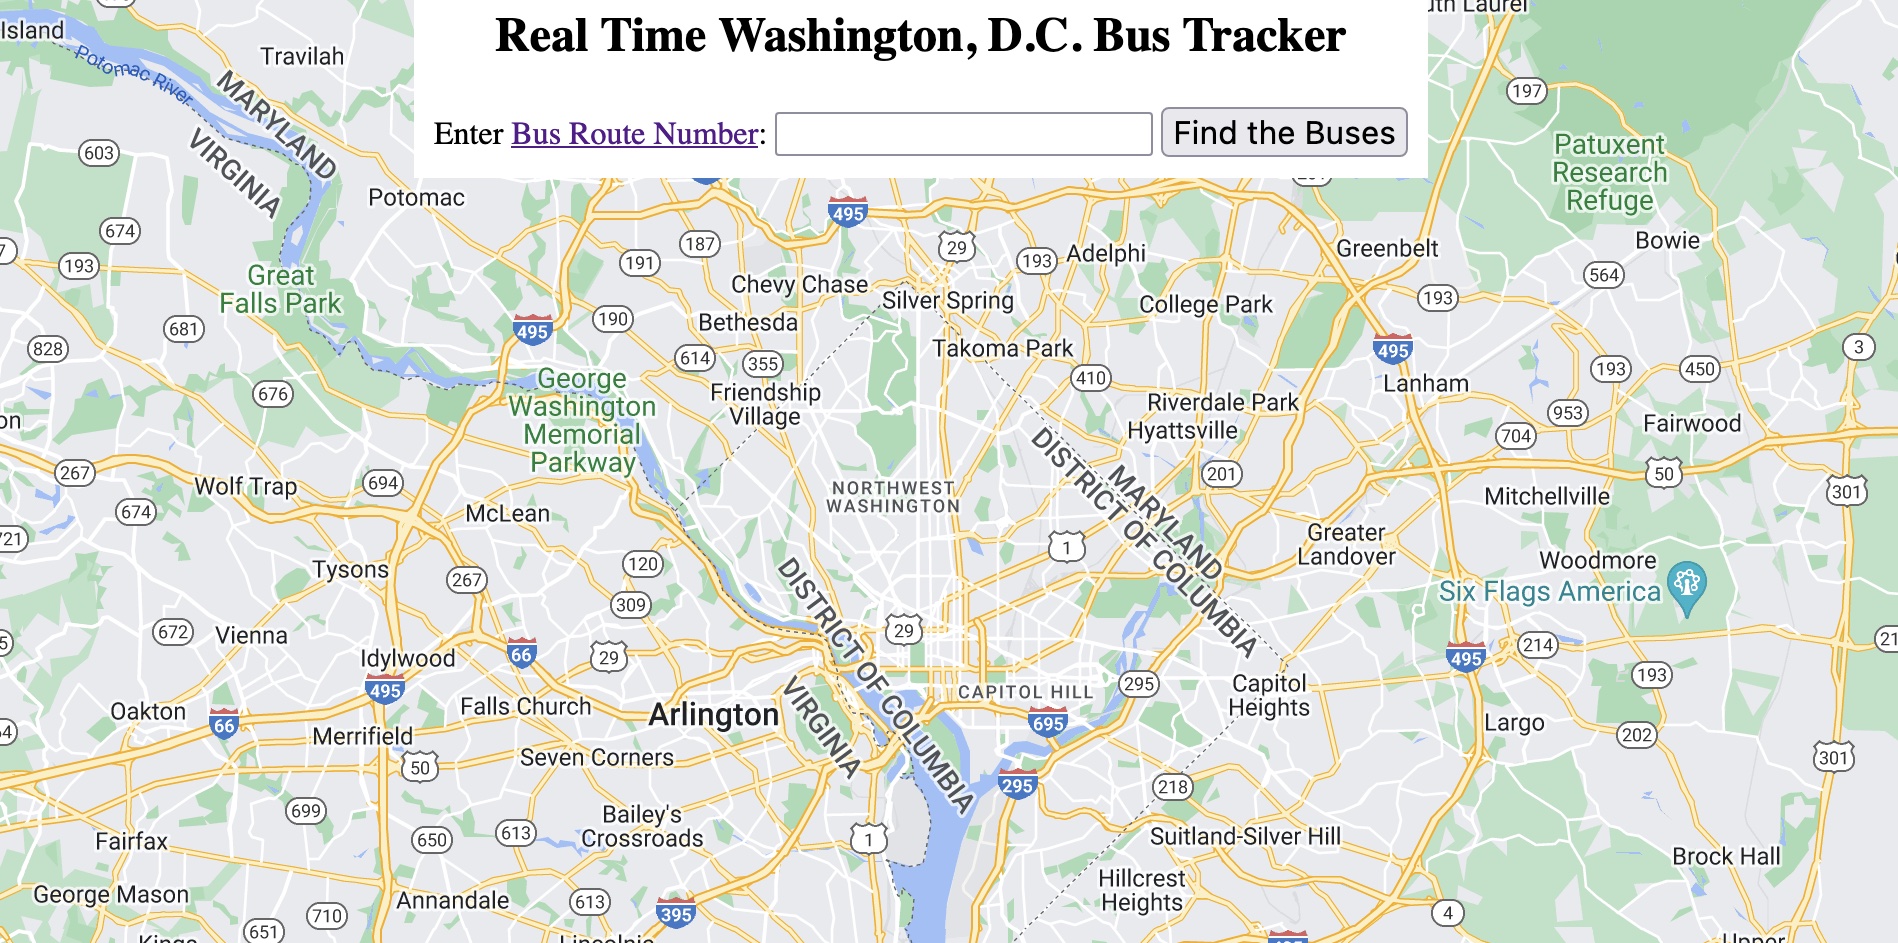 Real Time Washington, D.C. Bus Tracker
Enter Bus Route Number:
Find the Buses
Island
Travilah
Potomac River
MARYLAND
VIRGINIA
197
Patuxent
Research
Refuge
603
Potomac
495
674
187
29
193
Adelphi
Greenbelt
Bowie
193
191
564
Great
Falls Park
Chevy Chase
Silver Spring
College Park
193
681
495
190
Bethesda
828
614
355
Takoma Park
495
3
George
Washington
Memorial
Parkway
676
Friendship
Village
410
Lanham
193
450
Riverdale Park
Hyattsville
953
Fairwood
704
267
Wolf Trap
694
NORTHWEST
WASHINGTON
DISTRICT OF COLUMBIA
MARYLAND
201
50
Mitchellville
301
674
McLean
Greater
Landover
1
Woodmore
Six Flags America
Tysons
267
120
309
DISTRICT OF COLUMBIA
VIRGINIA
672
Vienna
Idylwood
66
29
29
495
214
193
495
Oakton
66
Falls Church
Arlington
CAPITOL HILL
295
Capitol
Heights
695
Largo
Merrifield
202
50
Seven Corners
301
295
218
699
Bailey's
Crossroads
Fairfax
650
613
1
Suitland-Silver Hill
Brock Hall
George Mason
Annandale
613
395
Hillcrest
Heights
4
710
651